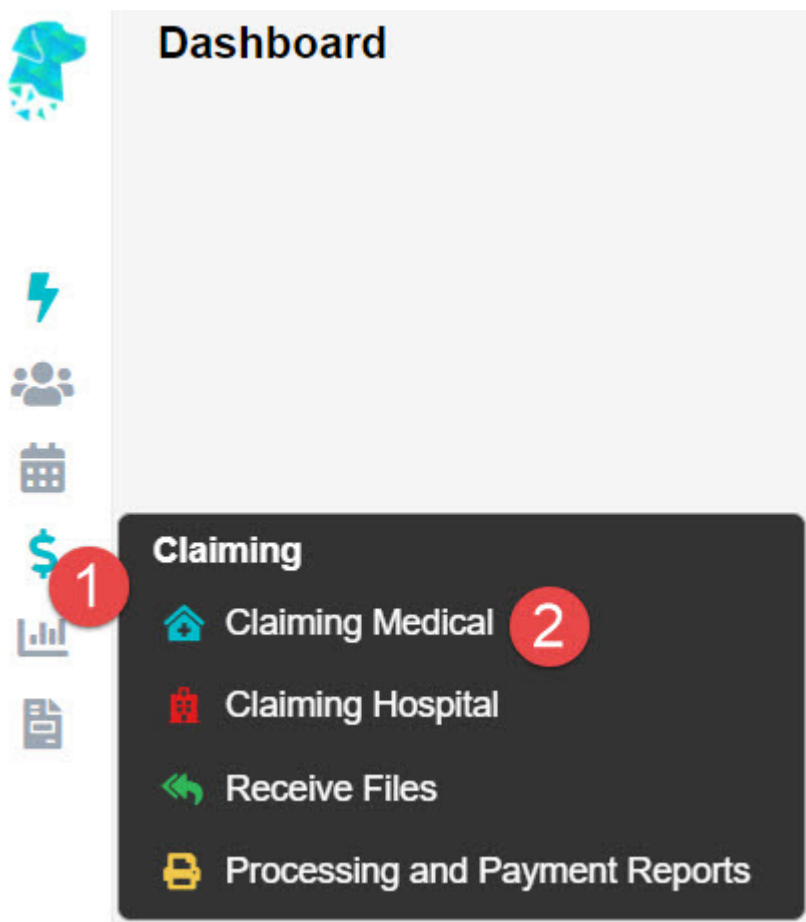 Dashboard
Claiming
1
Claiming Medical 2
Claiming Hospital
Receive Files
Processing and Payment Reports